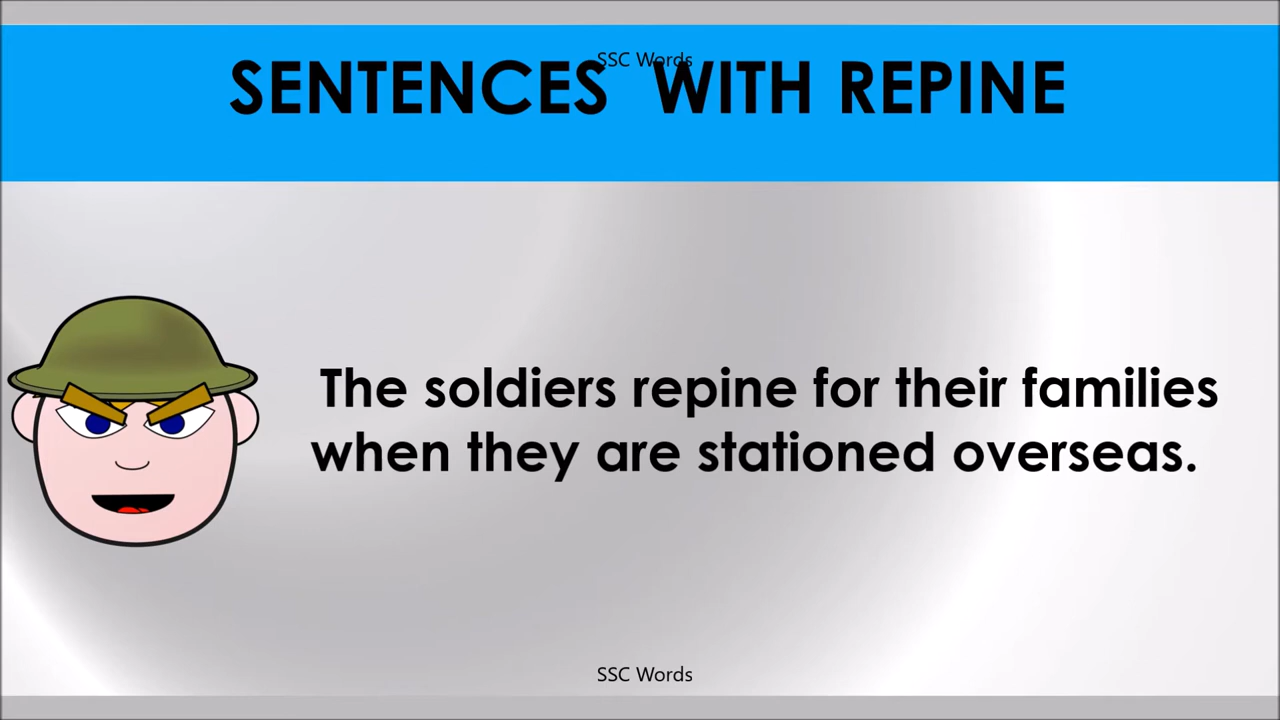 SSC Words
SENTENCES WITH REPINE
The soldiers repine for their families
when they are stationed overseas.
SSC Words